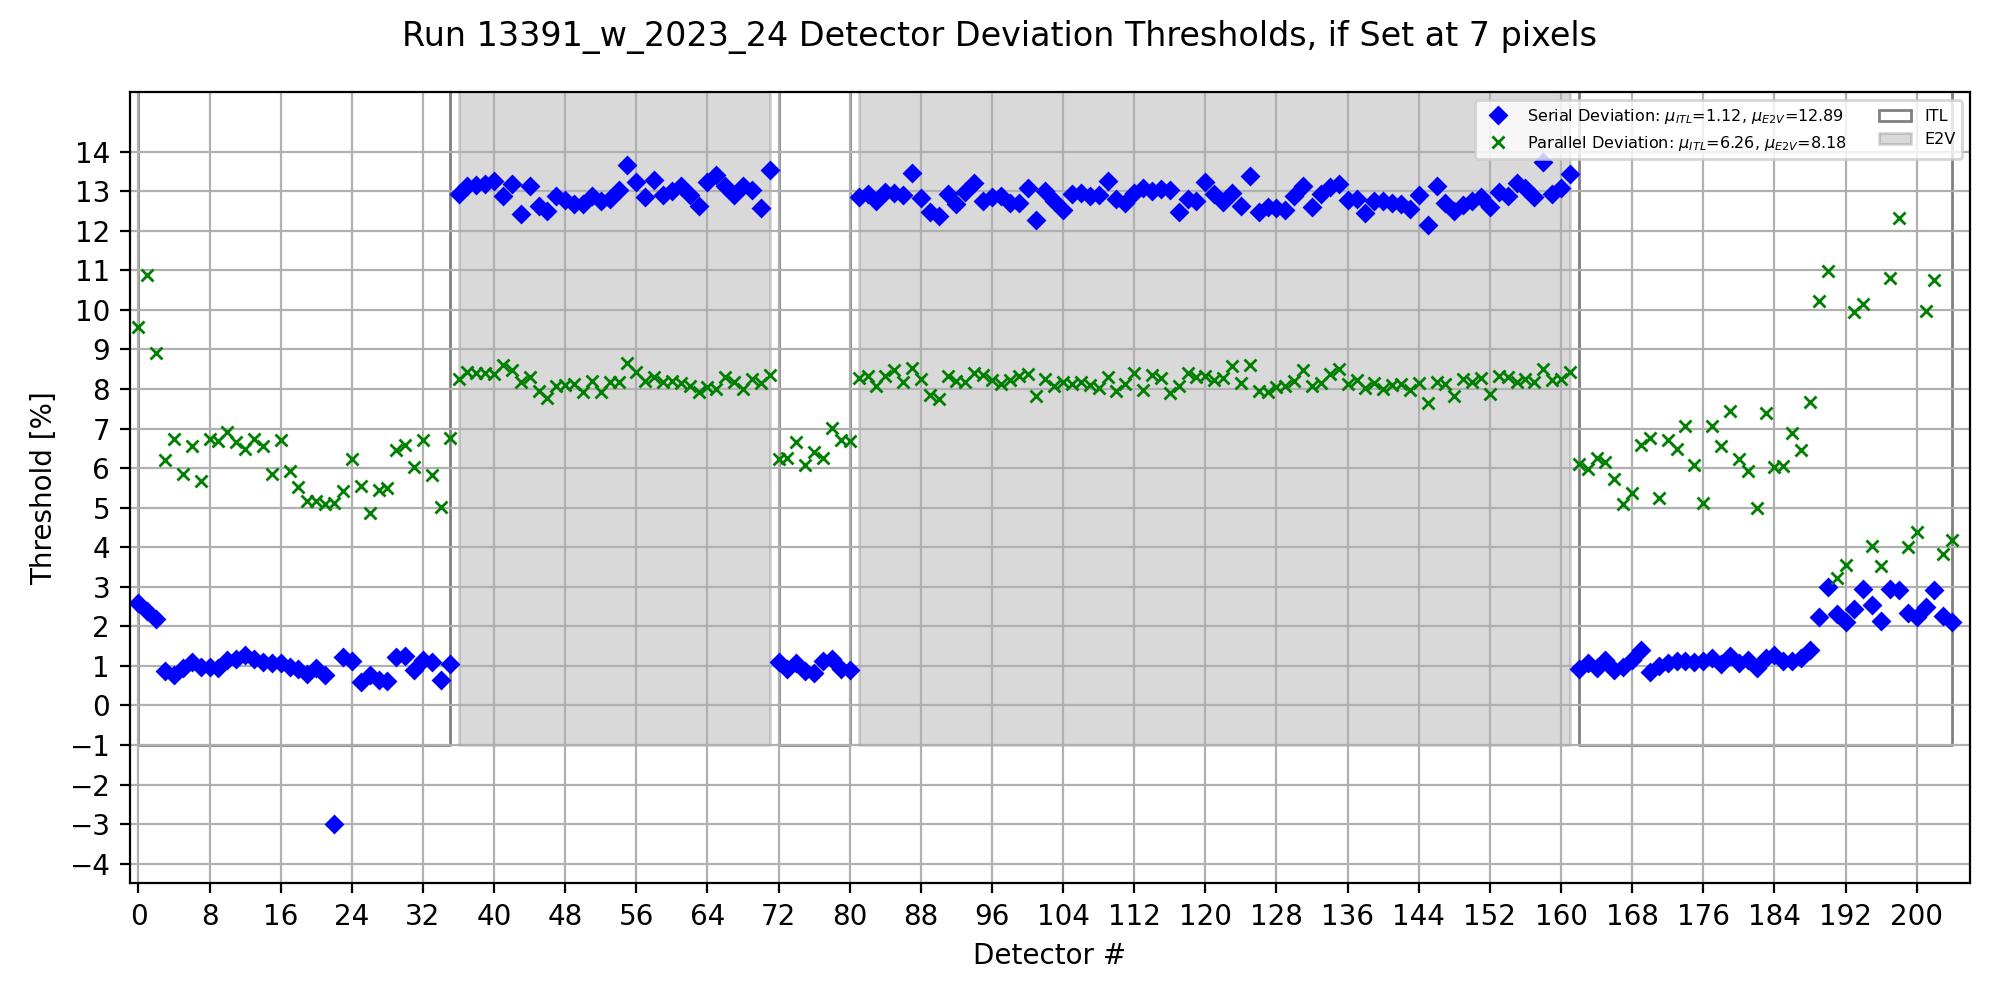 Run 13391_w_2023_24 Detector Deviation Thresholds, if Set at 7 pixels
Serial Deviation: μITL=1.12, μE2V=12.89
Parallel Deviation: μITL=6.26, μE2V=8.18
ITL
E2V
Threshold [%]
14
13
12
11
10
9
8
7
6
5
4
3
2
1
0
−1
−2
−3
−4
0 8 16 24 32 40 48 56 64 72 80 88 96 104 112 120 128 136 144 152 160 168 176 184 192 200
Detector #